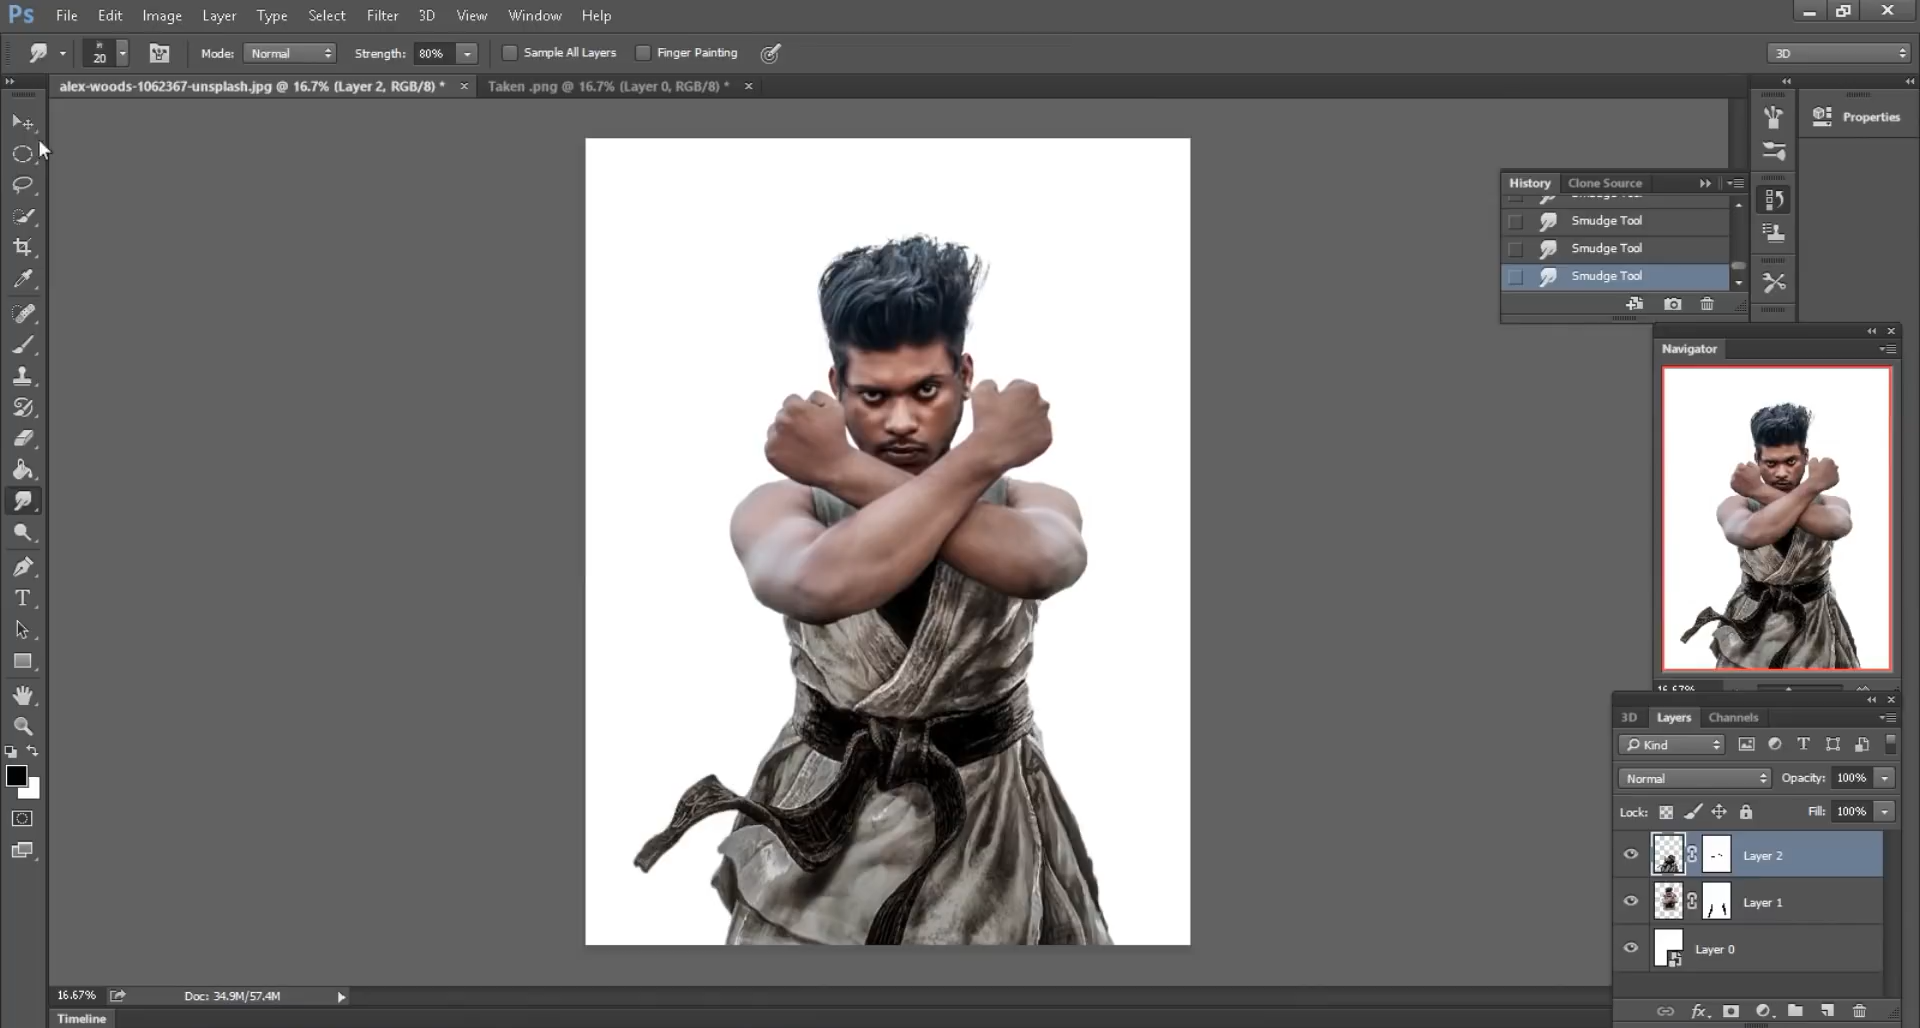 Ps File Edit Image Layer Type Select Filter 3D View Window Help
20 Mode: Normal Strength: 80% Sample All Layers Finger Painting 3D
alex-woods-1062367-unsplash.jpg @ 16.7% (Layer 2, RGB/8) * × Taken .png @ 16.7% (Layer 0, RGB/8) * ×
Properties
History Clone Source
Smudge Tool
Smudge Tool
Smudge Tool
Smudge Tool
Navigator
16.67%
3D Layers Channels
Kind
Normal Opacity: 100%
Lock: Fill: 100%
Layer 2
Layer 1
Layer 0
16.67% Doc: 34.9M/57.4M
Timeline